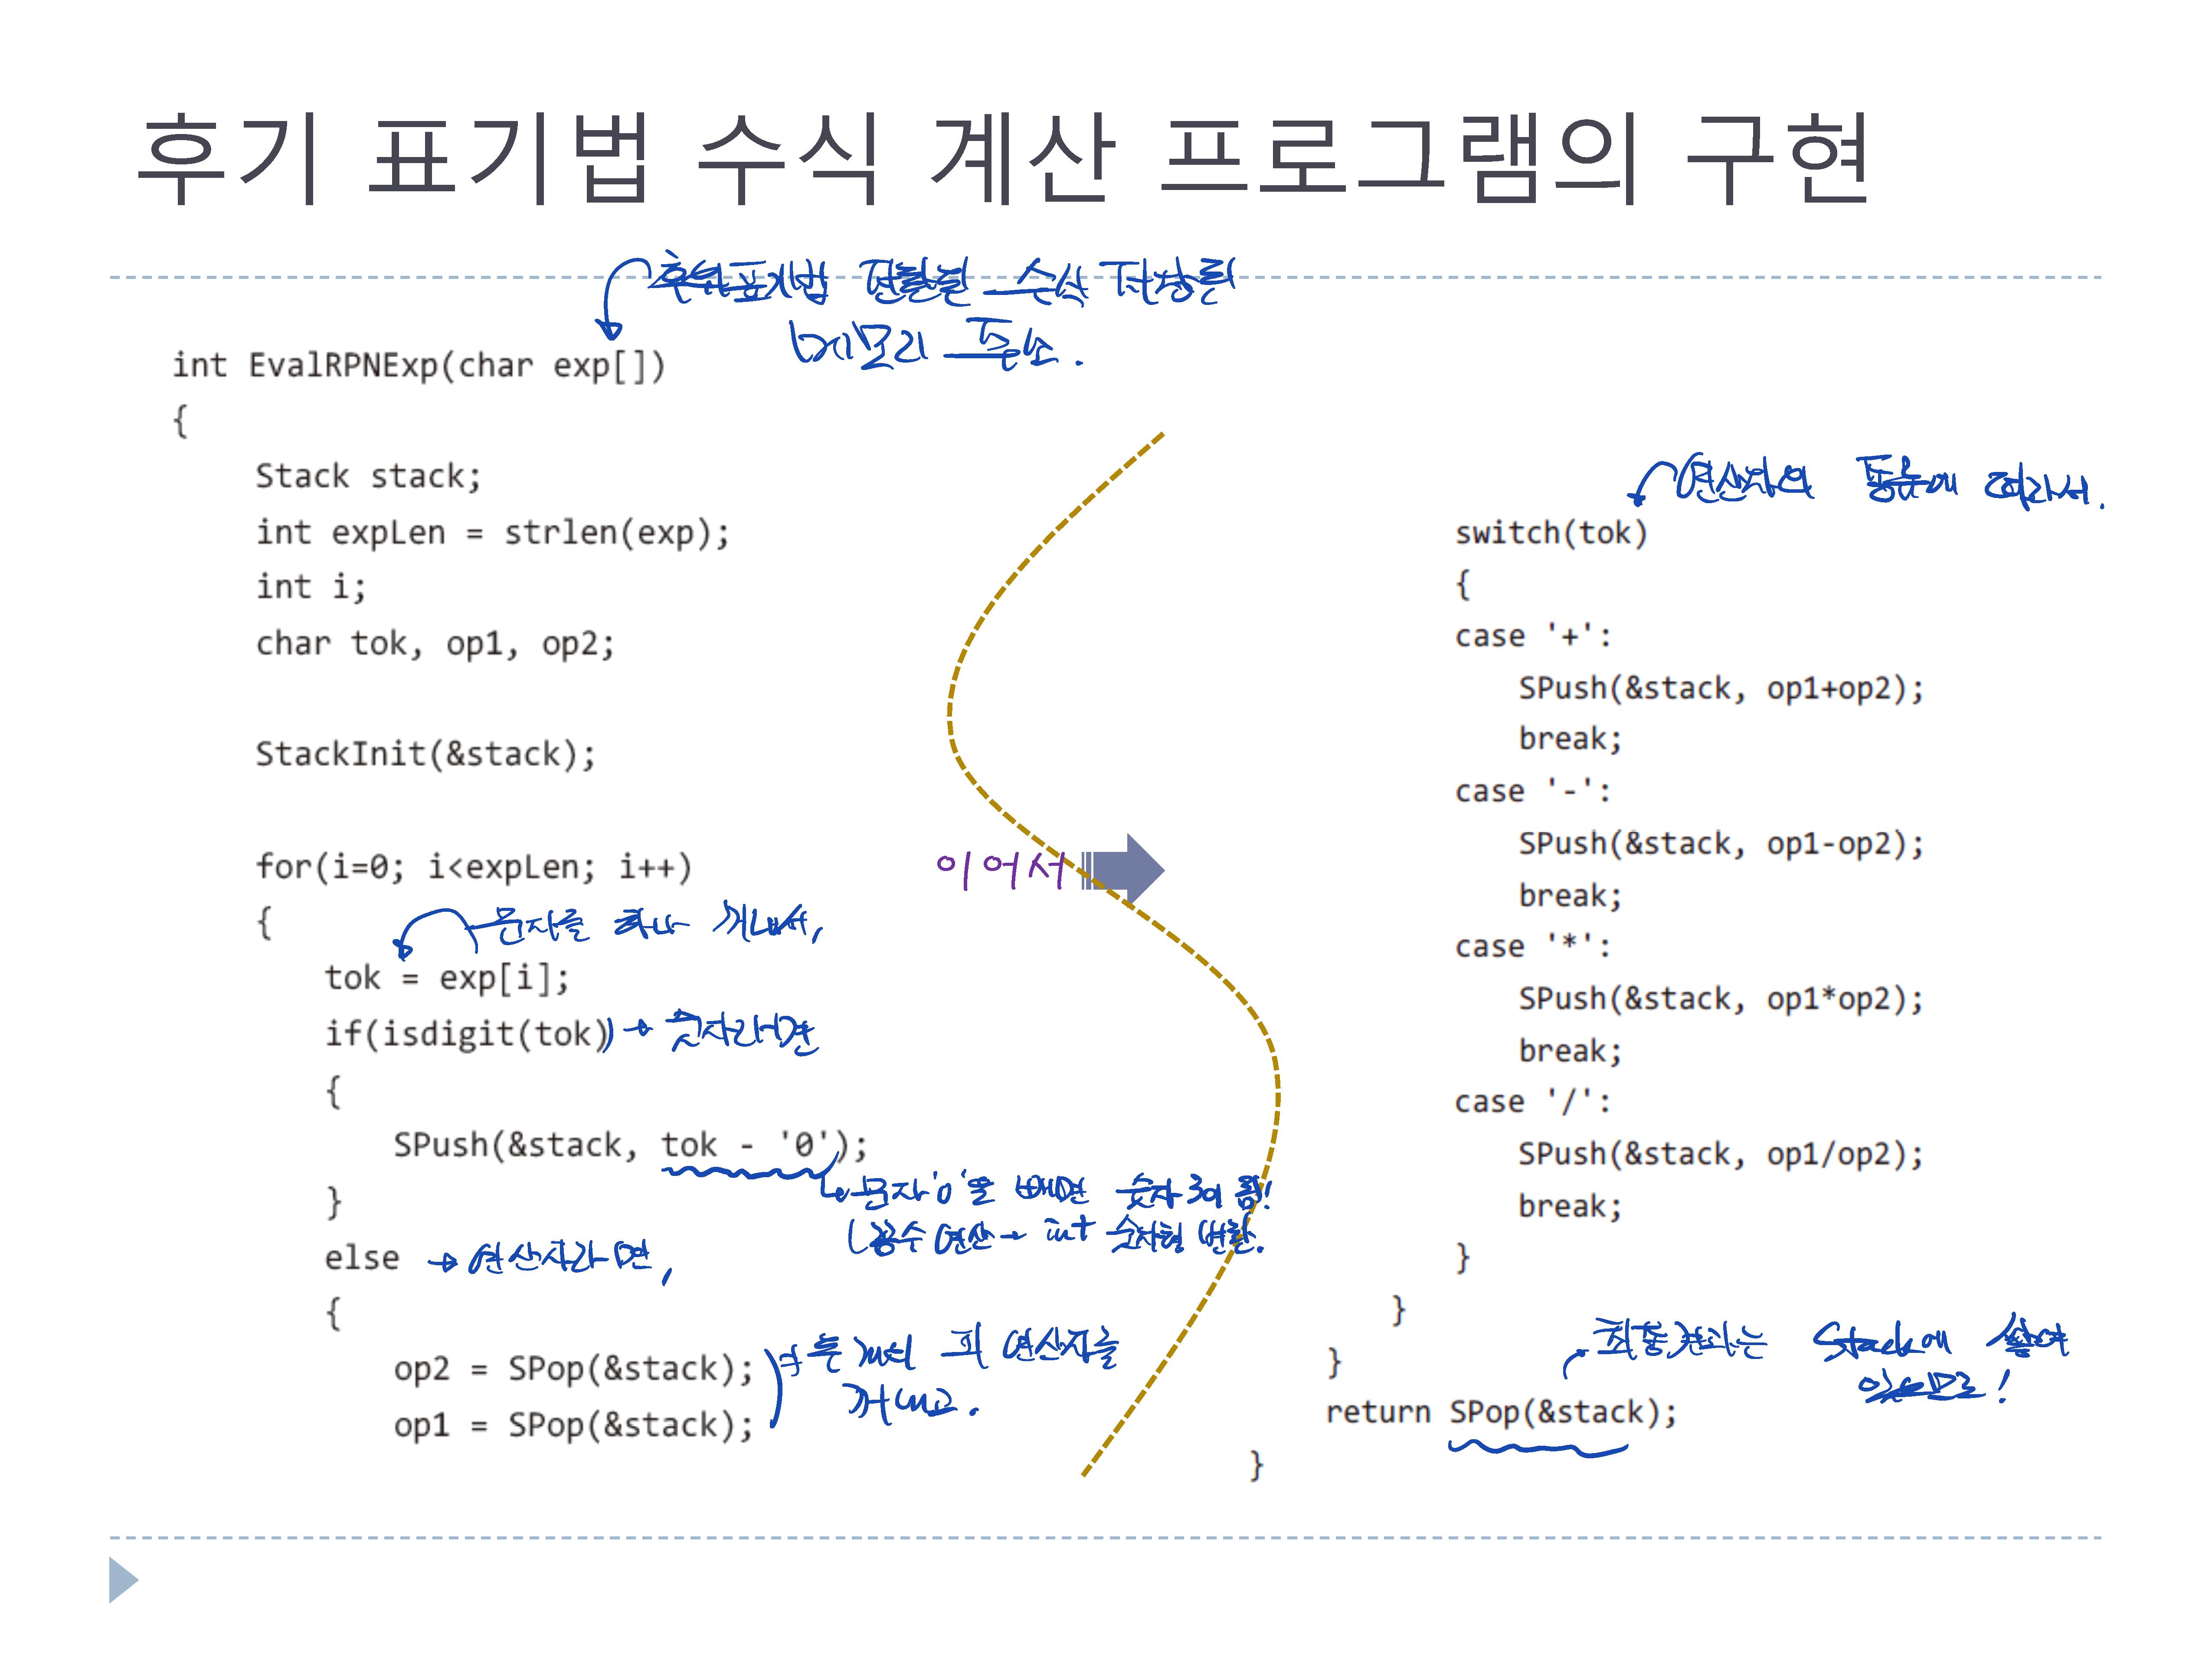 후기 표기법 수식 계산 프로그램의 구현
후위표기법 변환된 수식 저장된
메모리 주소.
int EvalRPNExp(char exp[])
{
Stack stack;
int expLen = strlen(exp);
int i;
char tok, op1, op2;
StackInit(&stack);
for(i=0; i<expLen; i++)
{
문자를 하나 꺼내서,
tok = exp[i];
if(isdigit(tok)) → 숫자라면
{
SPush(&stack, tok - '0');
문자 '0'을 빼면 숫자
연산 → int 숫자형 변환.
}
else → 연산자라면,
{
op2 = SPop(&stack);
op1 = SPop(&stack);
두 개의 피 연산자를
꺼내고.
이어서
연산자의 종류에 따라서.
switch(tok)
{
case '+':
SPush(&stack, op1+op2);
break;
case '-':
SPush(&stack, op1-op2);
break;
case '*':
SPush(&stack, op1*op2);
break;
case '/':
SPush(&stack, op1/op2);
break;
}
}
}
최종결과는 Stack에 쌓여
있으므로!
return SPop(&stack);
}